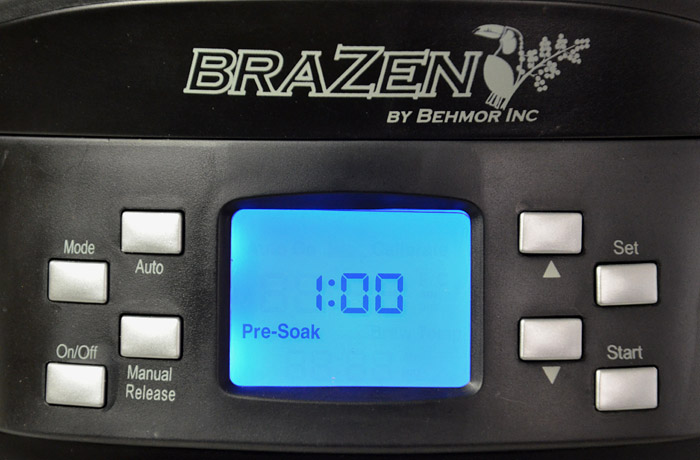 BRAZEN
BY BEHMOR INC
Mode
Auto
On/Off
Manual
Release
1:00
Pre-Soak
Set
Start